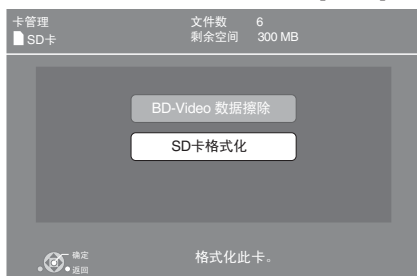 卡管理 文件数 6
SD卡 剩余空间 300 MB
BD-Video 数据擦除
SD卡格式化
确定
返回
格式化此卡。